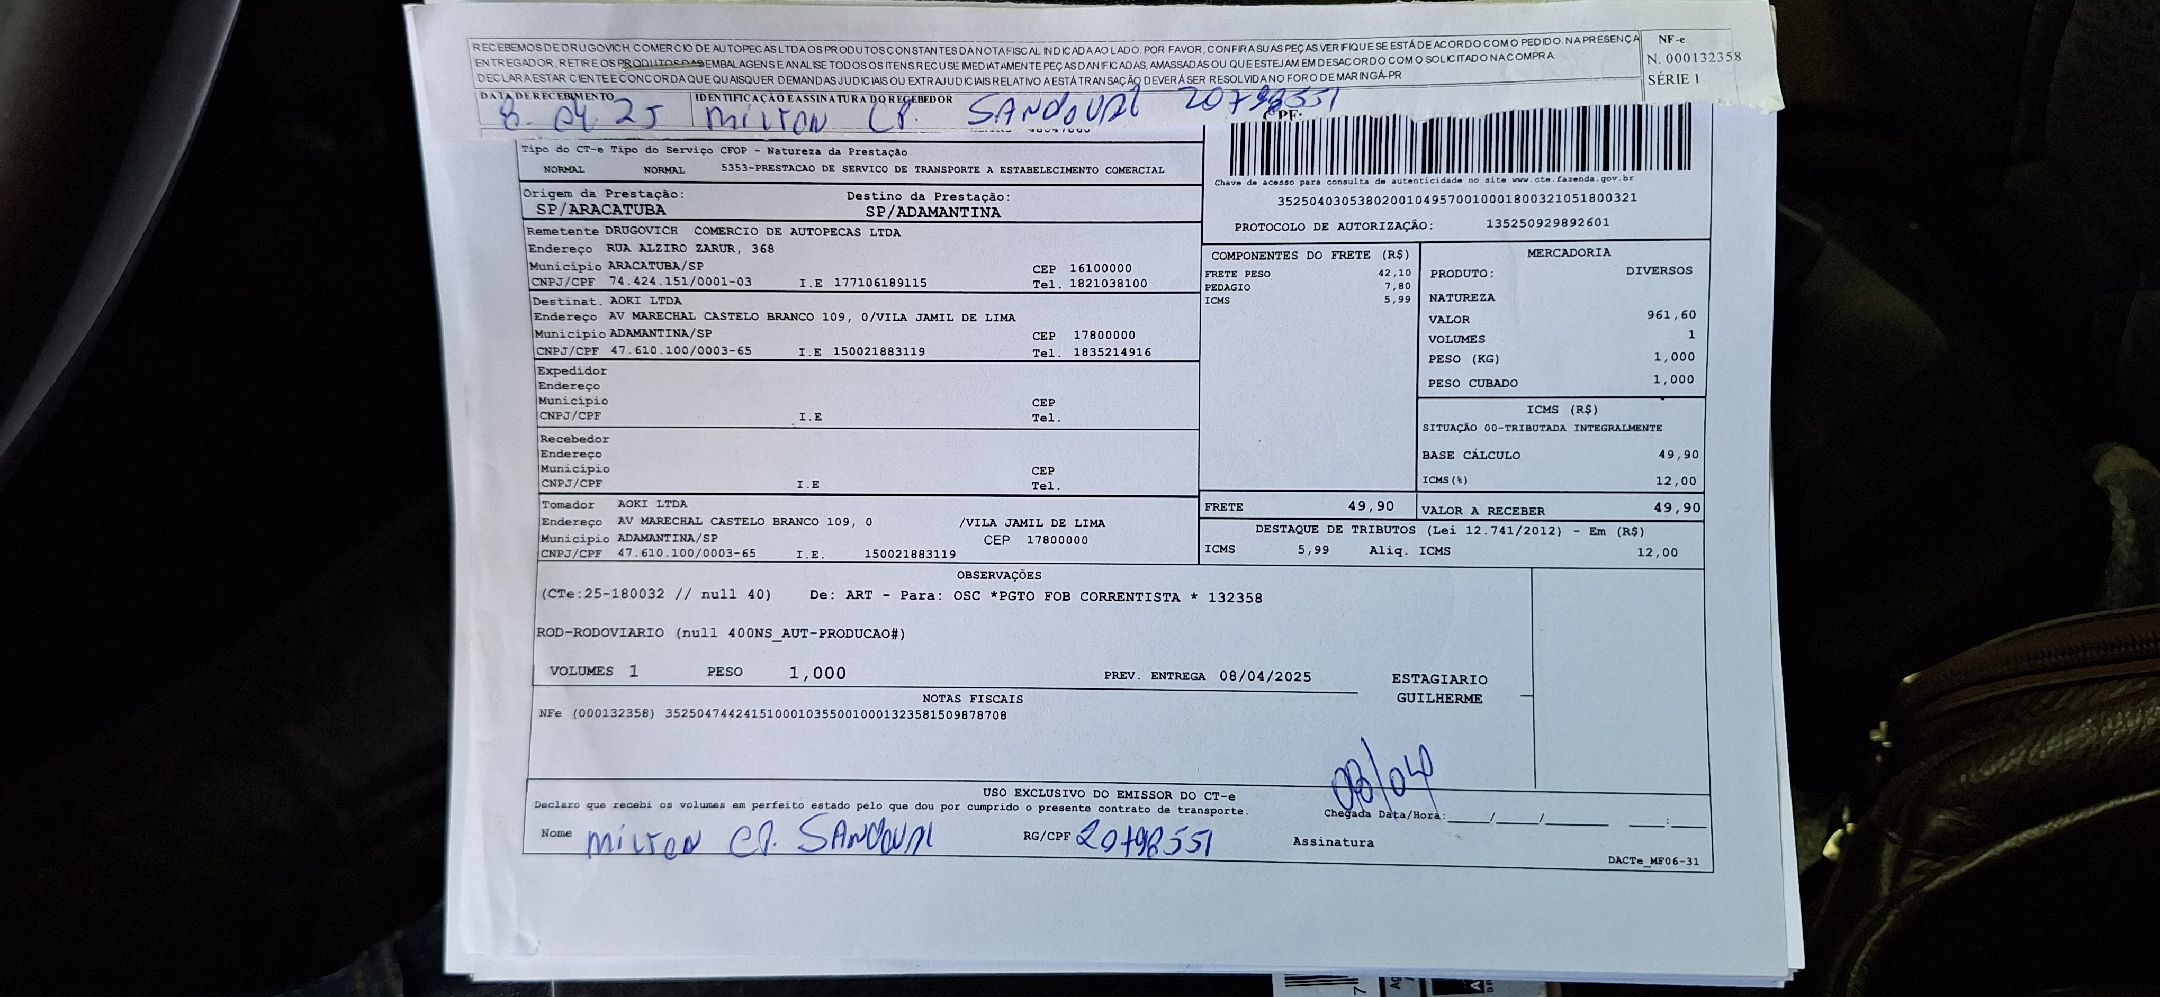 RECEBEMOS DE DRUGOVICH COMERCIO DE AUTOPECAS LTDA OS PRODUTOS CONSTANTES DA NOTA FISCAL INDICADA AO LADO. POR FAVOR, CONFIRA SUAS PEÇAS. VERIFIQUE SE ESTÁ DE ACORDO COM O PEDIDO. NA PRESENÇA
ENTREGADOR, RETIRE OS PRODUTOS DAS EMBALAGENS E ANALISE TODOS OS ITENS RECUSE IMEDIATAMENTE PEÇAS DANIFICADAS, AMASSADAS OU QUE ESTEJAM EM DESACORDO COM O SOLICITADO NA COMPRA
DECLARA ESTAR CIENTE E CONCORDA QUE QUAISQUER DEMANDAS JUDICIAIS OU EXTRAJUDICIAIS RELATIVO A ESTÁ TRANSAÇÃO DEVERÁ SER RESOLVIDA NO FORO DE MARINGÁ-PR
NF-e
N. 000132358
SÉRIE 1
DATA DE RECEBIMENTO IDENTIFICAÇÃO E ASSINATURA DO RECEBEDOR
8. 04 25 MILTON CP. SANDOVAL 20798551
CPF:
Tipo do CT-e Tipo do Serviço CFOP - Natureza da Prestação
NORMAL NORMAL 5353-PRESTACAO DE SERVICO DE TRANSPORTE A ESTABELECIMENTO COMERCIAL
Chave de acesso para consulta de autenticidade no site www.cte.fazenda.gov.br
35250403053802001049570010001800321051800321
PROTOCOLO DE AUTORIZAÇÃO: 135250929892601
Origem da Prestação: Destino da Prestação:
SP/ARACATUBA SP/ADAMANTINA
Remetente DRUGOVICH COMERCIO DE AUTOPECAS LTDA
Endereço RUA ALZIRO ZARUR, 368
Município ARACATUBA/SP CEP 16100000
CNPJ/CPF 74.424.151/0001-03 I.E 177106189115 Tel. 1821038100
Destinat. AOKI LTDA
Endereço AV MARECHAL CASTELO BRANCO 109, 0/VILA JAMIL DE LIMA
Município ADAMANTINA/SP CEP 17800000
CNPJ/CPF 47.610.100/0003-65 I.E 150021883119 Tel. 1835214916
Expedidor
Endereço
Município CEP
CNPJ/CPF I.E Tel.
Recebedor
Endereço
Município CEP
CNPJ/CPF I.E Tel.
Tomador AOKI LTDA
Endereço AV MARECHAL CASTELO BRANCO 109, 0 /VILA JAMIL DE LIMA
Município ADAMANTINA/SP CEP 17800000
CNPJ/CPF 47.610.100/0003-65 I.E. 150021883119
COMPONENTES DO FRETE (R$)
FRETE PESO 42,10
PEDAGIO 7,80
ICMS 5,99
FRETE 49,90
MERCADORIA
PRODUTO: DIVERSOS
NATUREZA
VALOR 961,60
VOLUMES 1
PESO (KG) 1,000
PESO CUBADO 1,000
ICMS (R$)
SITUAÇÃO 00-TRIBUTADA INTEGRALMENTE
BASE CÁLCULO 49,90
ICMS(%) 12,00
VALOR A RECEBER 49,90
DESTAQUE DE TRIBUTOS (Lei 12.741/2012) - Em (R$)
ICMS 5,99 Aliq. ICMS 12,00
OBSERVAÇÕES
(CTe:25-180032 // null 40) De: ART - Para: OSC *PGTO FOB CORRENTISTA * 132358
ROD-RODOVIARIO (null 400NS_AUT-PRODUCAO#)
VOLUMES 1 PESO 1,000 PREV. ENTREGA 08/04/2025
ESTAGIARIO
GUILHERME
NOTAS FISCAIS
NFe (000132358) 35250474424151000103550010001323581509878708
08/04
USO EXCLUSIVO DO EMISSOR DO CT-e
Declaro que recebi os volumes em perfeito estado pelo que dou por cumprido o presente contrato de transporte.
Chegada Data/Hora:____/____/______ ___:___
Nome MILTON CP. SANDOVAL RG/CPF 20798551 Assinatura
DACTe_MF06-31